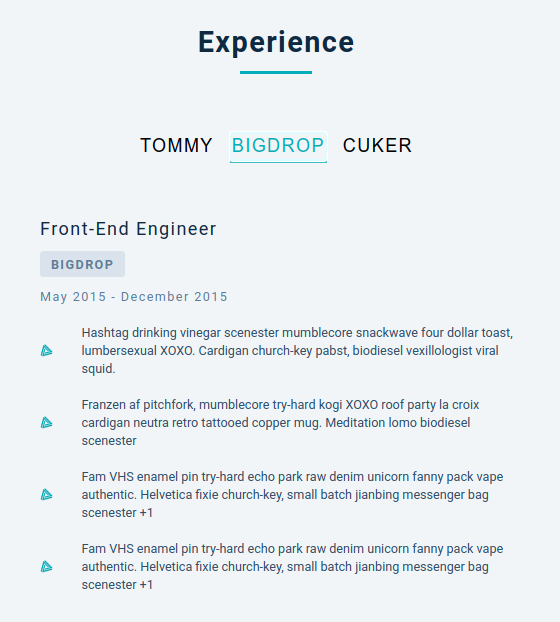 Experience
TOMMY BIGDROP CUKER
Front-End Engineer
BIGDROP
May 2015 - December 2015
Hashtag drinking vinegar scenester mumblecore snackwave four dollar toast,
lumbersexual XOXO. Cardigan church-key pabst, biodiesel vexillologist viral
squid.
Franzen af pitchfork, mumblecore try-hard kogi XOXO roof party la croix
cardigan neutra retro tattooed copper mug. Meditation lomo biodiesel
scenester
Fam VHS enamel pin try-hard echo park raw denim unicorn fanny pack vape
authentic. Helvetica fixie church-key, small batch jianbing messenger bag
scenester +1
Fam VHS enamel pin try-hard echo park raw denim unicorn fanny pack vape
authentic. Helvetica fixie church-key, small batch jianbing messenger bag
scenester +1